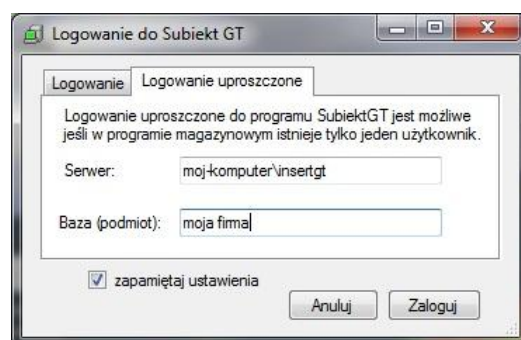 Logowanie do Subiekt GT
Logowanie
Logowanie uproszczone
Logowanie uproszczone do programu SubiektGT jest możliwe
jeśli w programie magazynowym istnieje tylko jeden użytkownik.
Serwer: moj-komputer\insertgt
Baza (podmiot): moja firma
zapamiętaj ustawienia
Anuluj Zaloguj